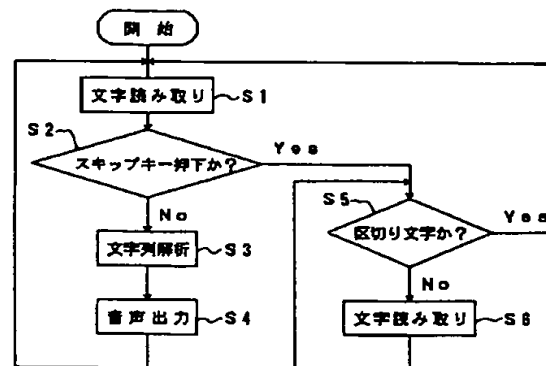 開始
文字読み取り S1
S2
スキップキー押下か?
Yes
No
文字列解析 S3
音声出力 S4
S5
区切り文字か?
Yes
No
文字読み取り S6